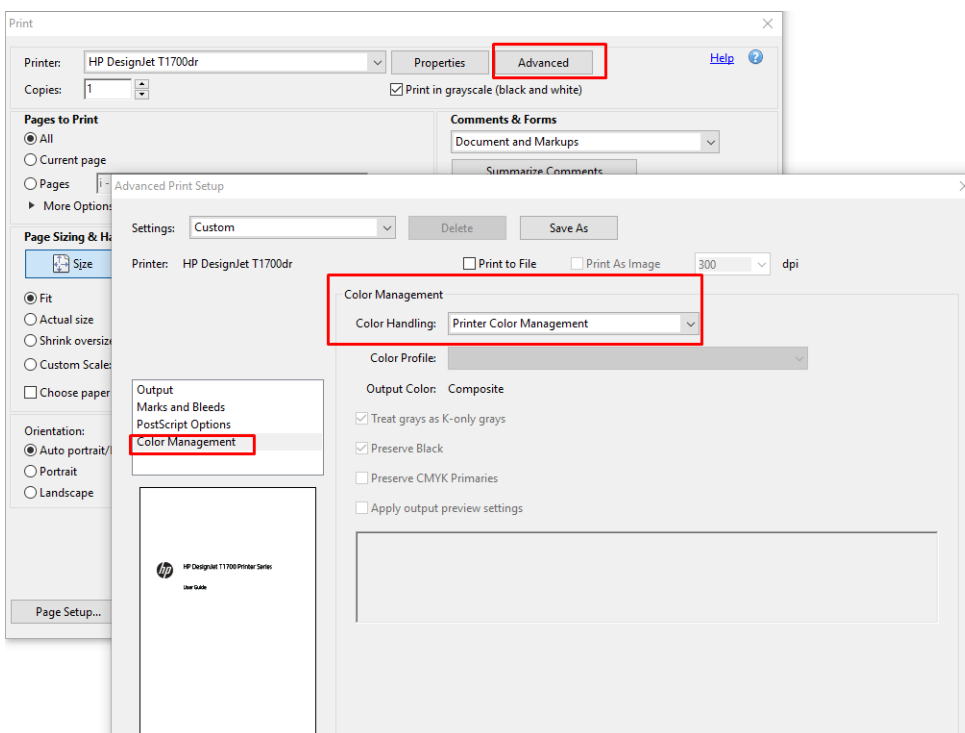 Print
Printer: HP DesignJet T1700dr Properties Advanced Help
Copies: 1 Print in grayscale (black and white)
Pages to Print
All
Current page
Pages i -
More Options
Comments & Forms
Document and Markups
Summarize Comments
Page Sizing & Ha
Size
Fit
Actual size
Shrink oversize
Custom Scale:
Choose paper
Orientation:
Auto portrait/l
Portrait
Landscape
Page Setup...
Advanced Print Setup
Settings: Custom Delete Save As
Printer: HP DesignJet T1700dr Print to File Print As Image 300 dpi
Output
Marks and Bleeds
PostScript Options
Color Management
Color Management
Color Handling: Printer Color Management
Color Profile:
Output Color: Composite
Treat grays as K-only grays
Preserve Black
Preserve CMYK Primaries
Apply output preview settings
hp
HP DesignJet T1700 Printer Series
User Guide